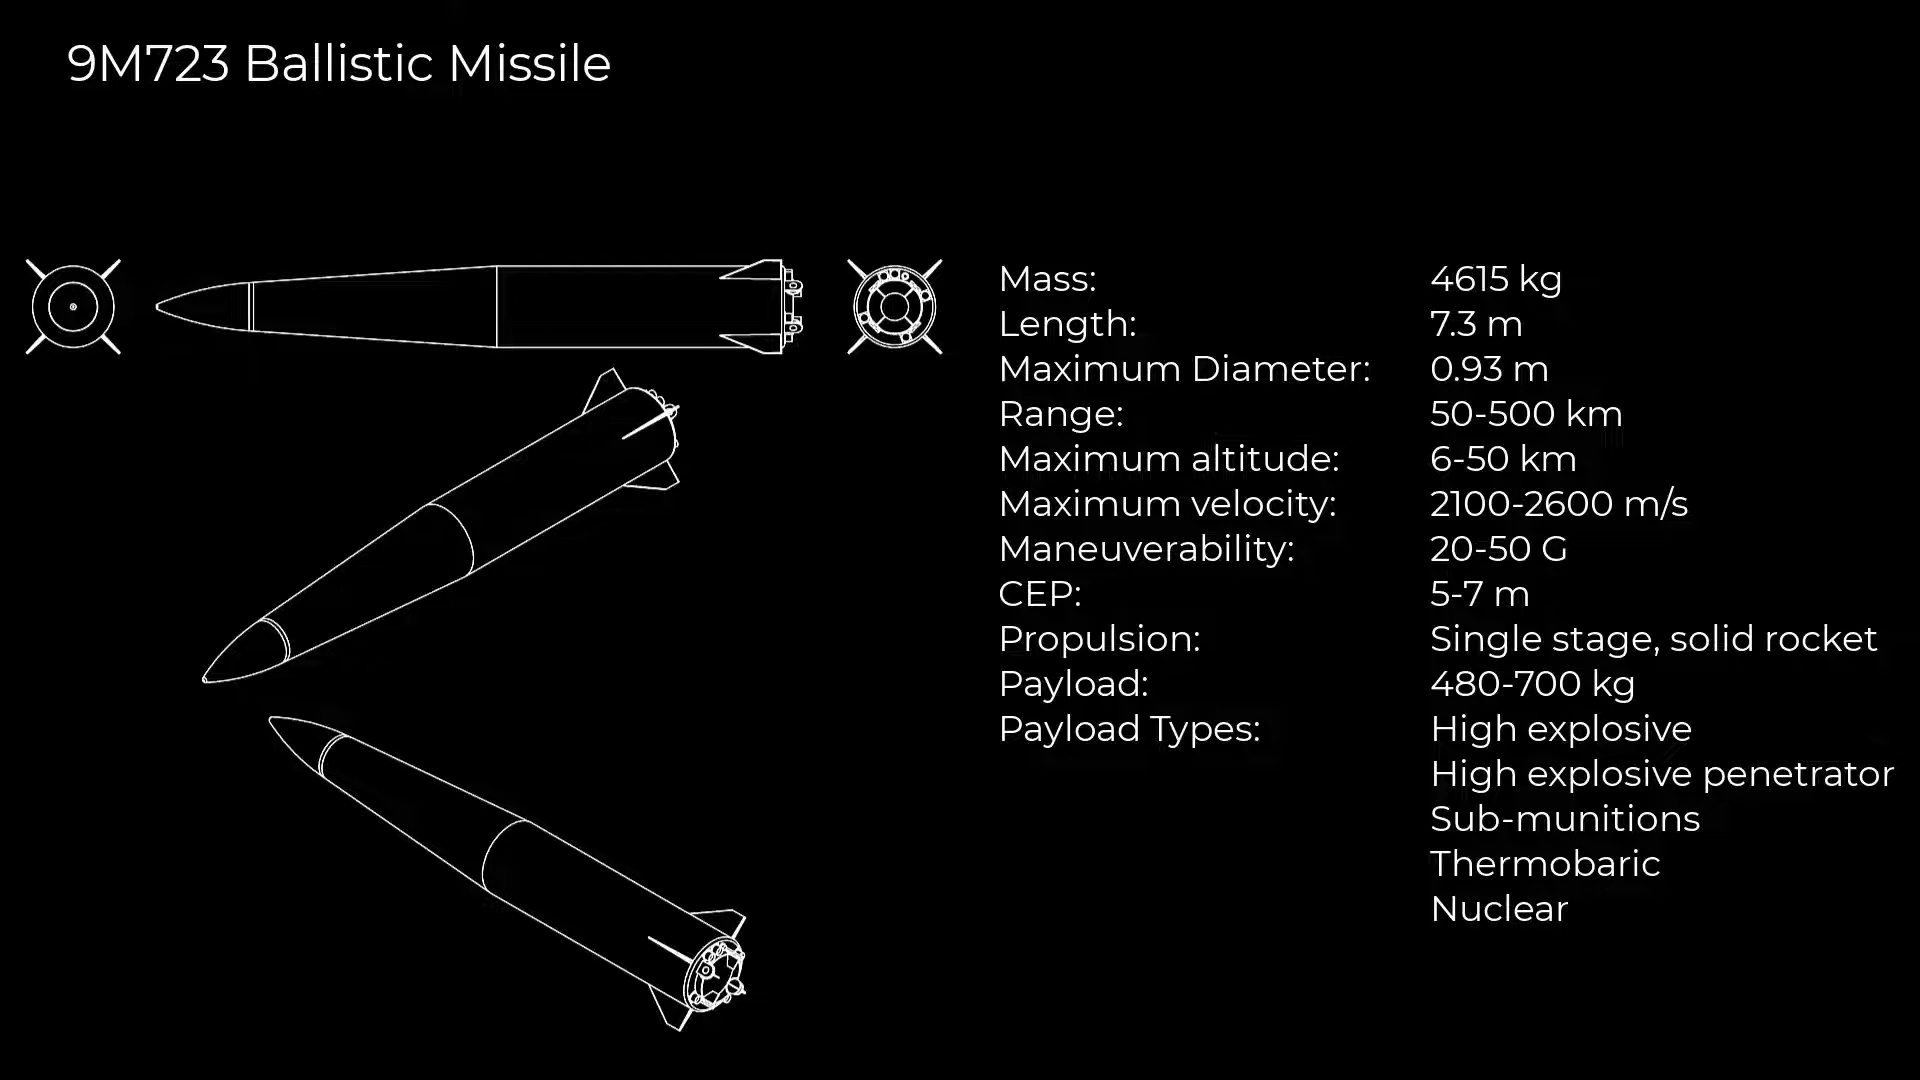 9M723 Ballistic Missile
Mass: 4615 kg
Length: 7.3 m
Maximum Diameter: 0.93 m
Range: 50-500 km
Maximum altitude: 6-50 km
Maximum velocity: 2100-2600 m/s
Maneuverability: 20-50 G
CEP: 5-7 m
Propulsion: Single stage, solid rocket
Payload: 480-700 kg
Payload Types: High explosive
High explosive penetrator
Sub-munitions
Thermobaric
Nuclear